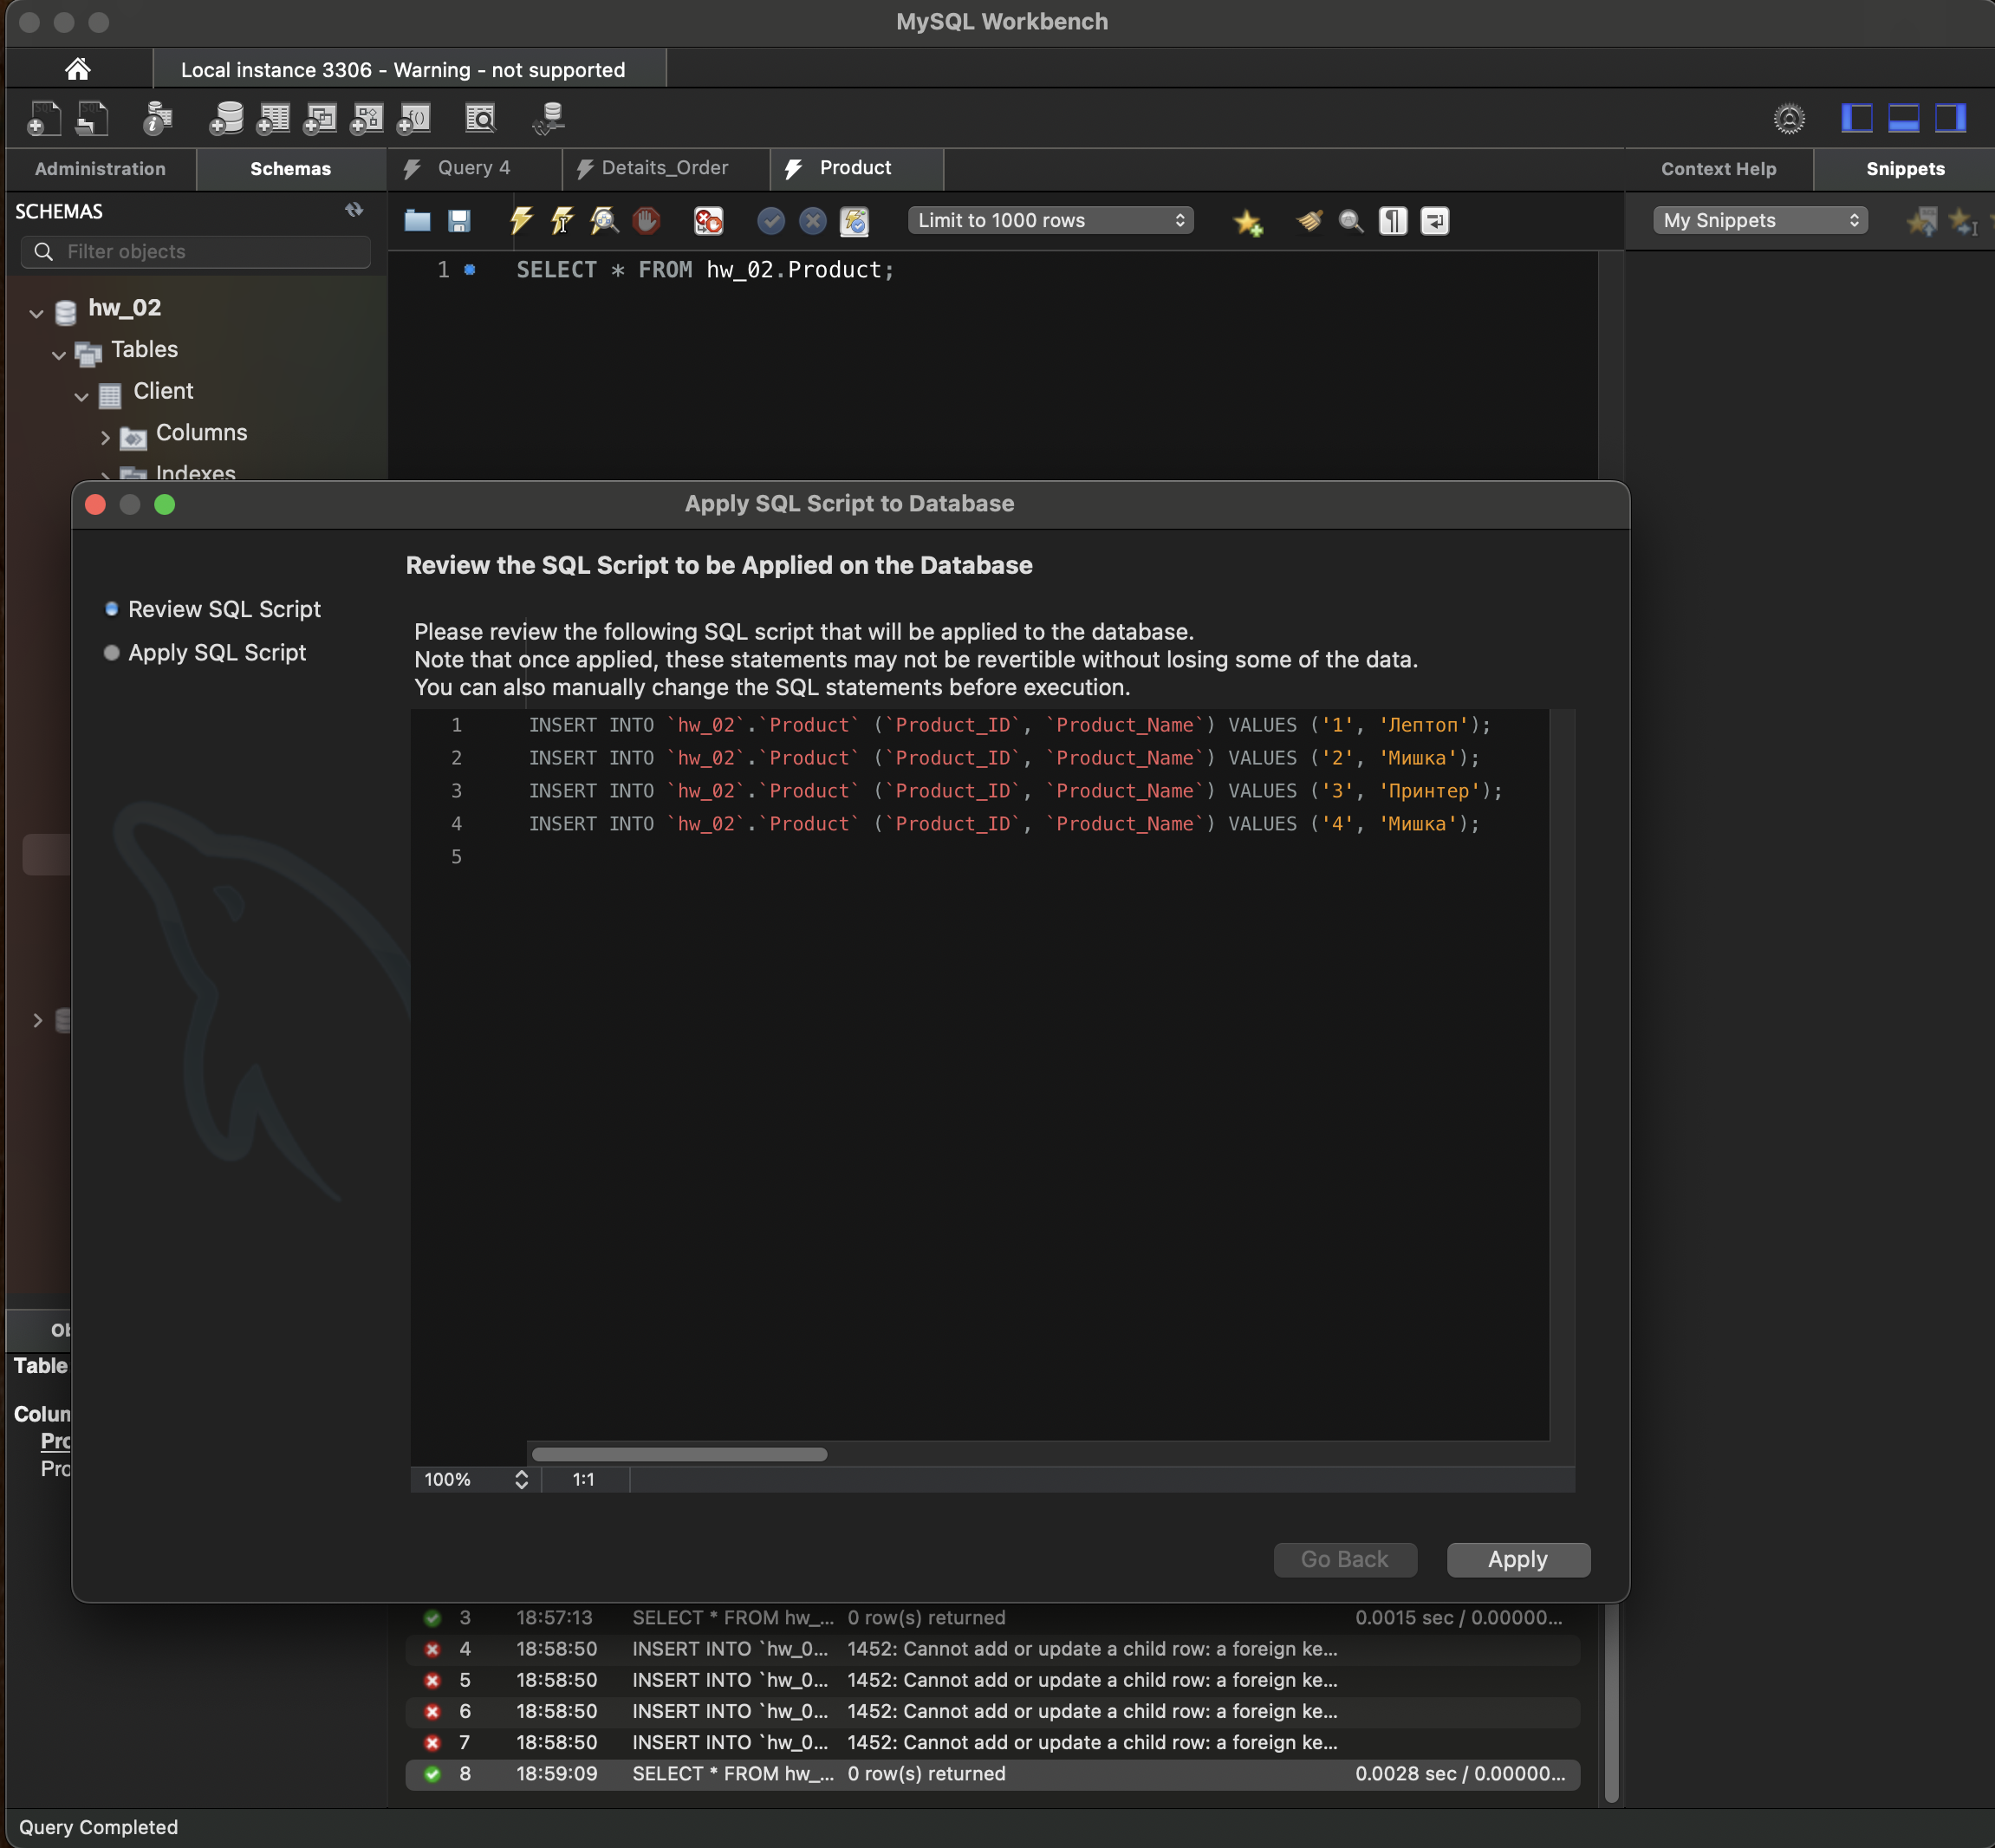 MySQL Workbench
Local instance 3306 - Warning - not supported
Administration
Schemas
Query 4
Detaits_Order
Product
Context Help
Snippets
SCHEMAS
Filter objects
Limit to 1000 rows
My Snippets
1 SELECT * FROM hw_02.Product;
hw_02
Tables
Client
Columns
Indexes
Apply SQL Script to Database
Review the SQL Script to be Applied on the Database
Review SQL Script
Apply SQL Script
Please review the following SQL script that will be applied to the database.
Note that once applied, these statements may not be revertible without losing some of the data.
You can also manually change the SQL statements before execution.
1 INSERT INTO `hw_02`.`Product` (`Product_ID`, `Product_Name`) VALUES ('1', 'Лептоп');
2 INSERT INTO `hw_02`.`Product` (`Product_ID`, `Product_Name`) VALUES ('2', 'Мишка');
3 INSERT INTO `hw_02`.`Product` (`Product_ID`, `Product_Name`) VALUES ('3', 'Принтер');
4 INSERT INTO `hw_02`.`Product` (`Product_ID`, `Product_Name`) VALUES ('4', 'Мишка');
5
Table
Pro
Pro
100% 1:1
Go Back
Apply
3 18:57:13 SELECT * FROM hw_... 0 row(s) returned 0.0015 sec / 0.00000...
4 18:58:50 INSERT INTO `hw_0... 1452: Cannot add or update a child row: a foreign ke...
5 18:58:50 INSERT INTO `hw_0... 1452: Cannot add or update a child row: a foreign ke...
6 18:58:50 INSERT INTO `hw_0... 1452: Cannot add or update a child row: a foreign ke...
7 18:58:50 INSERT INTO `hw_0... 1452: Cannot add or update a child row: a foreign ke...
8 18:59:09 SELECT * FROM hw_... 0 row(s) returned 0.0028 sec / 0.00000...
Query Completed